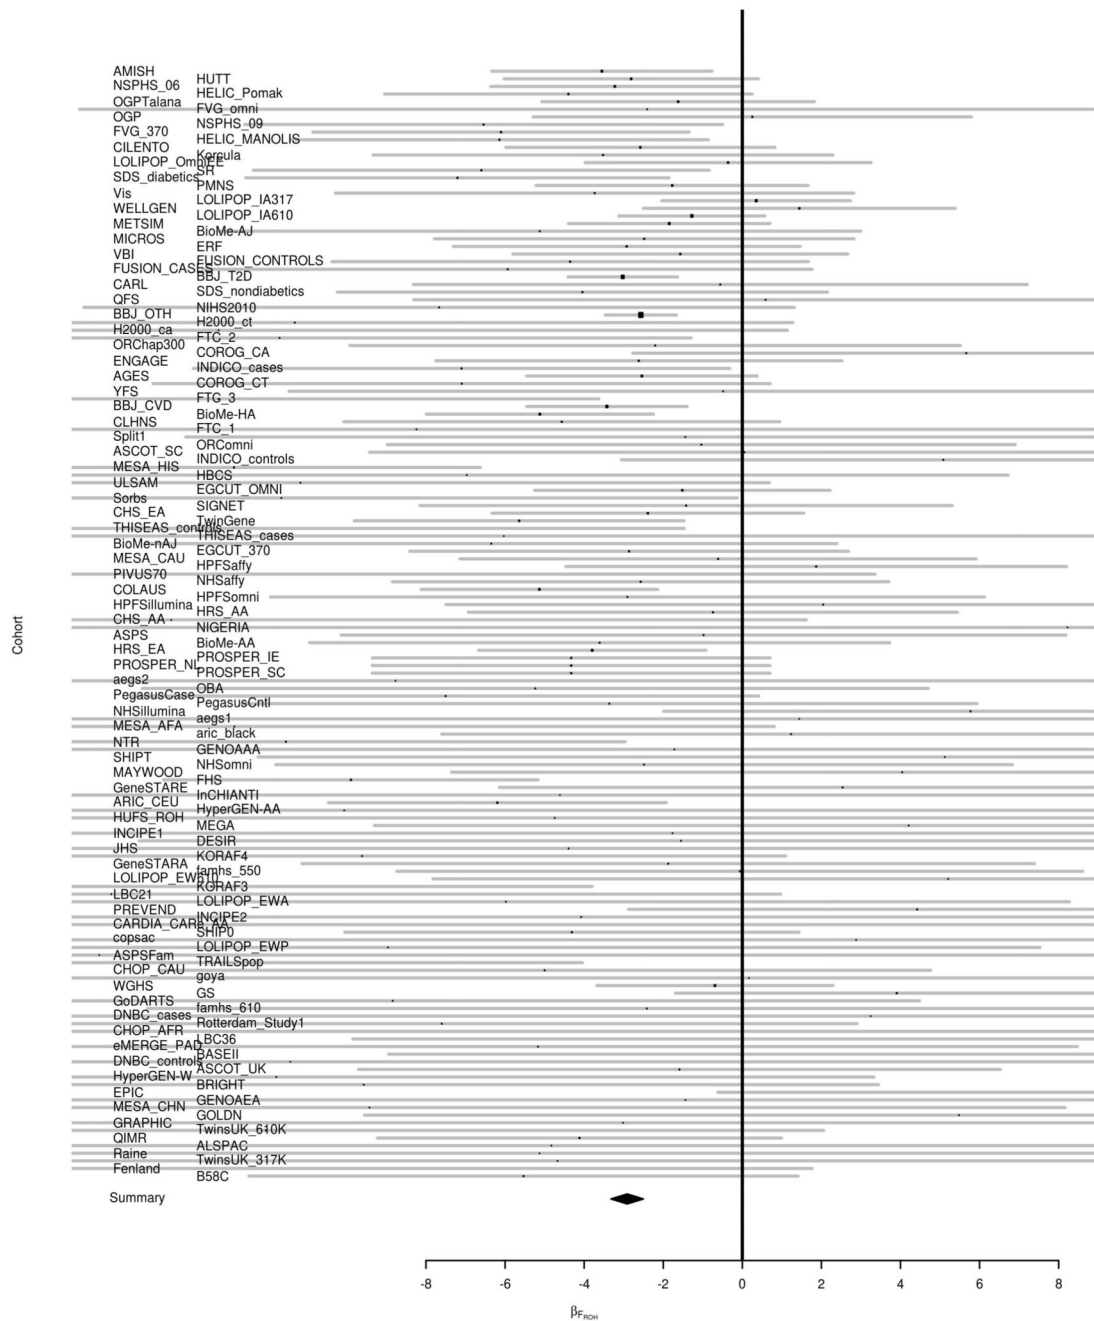 AMISH
HUTT
NSPHS_06
HELIC_Pomak
OGPTalana
FVG_omni
OGP
NSPHS_09
FVG_370
HELIC_MANOLIS
CILENTO
Korcula
LOLIPOP_OmniEE
SR
SDS_diabetics
PMNS
Vis
LOLIPOP_IA317
WELLGEN
LOLIPOP_IA610
METSIM
BioMe-AJ
MICROS
ERF
VBI
FUSION_CONTROLS
FUSION_CASES
BBJ_T2D
CARL
SDS_nondiabetics
QFS
NIHS2010
BBJ_OTH
H2000_ct
H2000_ca
FTC_2
ORChap300
COROG_CA
ENGAGE
INDICO_cases
AGES
COROG_CT
YFS
FTG_3
BBJ_CVD
BioMe-HA
CLHNS
FTC_1
Split1
ORComni
ASCOT_SC
INDICO_controls
MESA_HIS
HBCS
ULSAM
EGCUT_OMNI
Sorbs
SIGNET
CHS_EA
TwinGene
THISEAS_controls
THISEAS_cases
BioMe-nAJ
EGCUT_370
MESA_CAU
HPFSaffy
PIVUS70
NHSaffy
COLAUS
HPFSomni
HPFSillumina
HRS_AA
CHS_AA
NIGERIA
ASPS
BioMe-AA
HRS_EA
PROSPER_IE
PROSPER_NL
PROSPER_SC
aegs2
OBA
PegasusCase
PegasusCntl
NHSillumina
aegs1
MESA_AFA
aric_black
NTR
GENOAAA
SHIPT
NHSomni
MAYWOOD
FHS
GeneSTARE
InCHIANTI
ARIC_CEU
HyperGEN-AA
HUFS_ROH
MEGA
INCIPE1
DESIR
JHS
KORAF4
GeneSTARA
famhs_550
LOLIPOP_EW610
KORAF3
LBC21
LOLIPOP_EWA
PREVEND
INCIPE2
CARDIA_CARe_AA
SHIP0
copsac
LOLIPOP_EWP
ASPSFam
TRAILSpop
CHOP_CAU
goya
WGHS
GS
GoDARTS
famhs_610
DNBC_cases
Rotterdam_Study1
CHOP_AFR
LBC36
eMERGE_PAD
BASEII
DNBC_controls
ASCOT_UK
HyperGEN-W
BRIGHT
EPIC
GENOAEA
MESA_CHN
GOLDN
GRAPHIC
TwinsUK_610K
QIMR
ALSPAC
Raine
TwinsUK_317K
Fenland
B58C
Summary
Cohort
-8 -6 -4 -2 0 2 4 6 8
βF_ROH